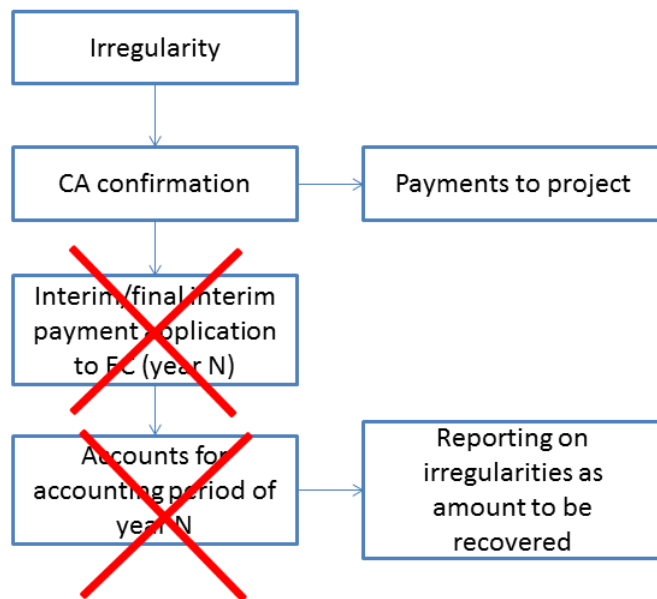 Irregularity
CA confirmation
Payments to project
Interim/final interim
payment application
to EC (year N)
Accounts for
accounting period of
year N
Reporting on
irregularities as
amount to be
recovered